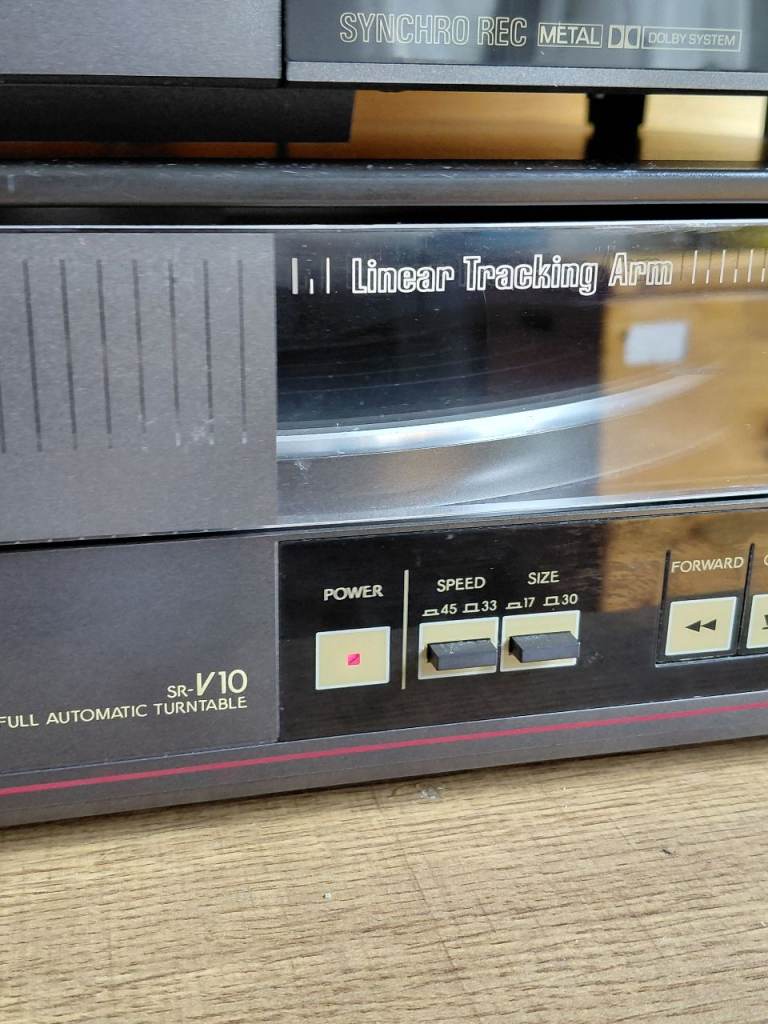 SYNCHRO REC METAL DOLBY SYSTEM
Linear Tracking Arm
POWER
SPEED
45 33
SIZE
17 30
FORWARD
SR-V10
FULL AUTOMATIC TURNTABLE